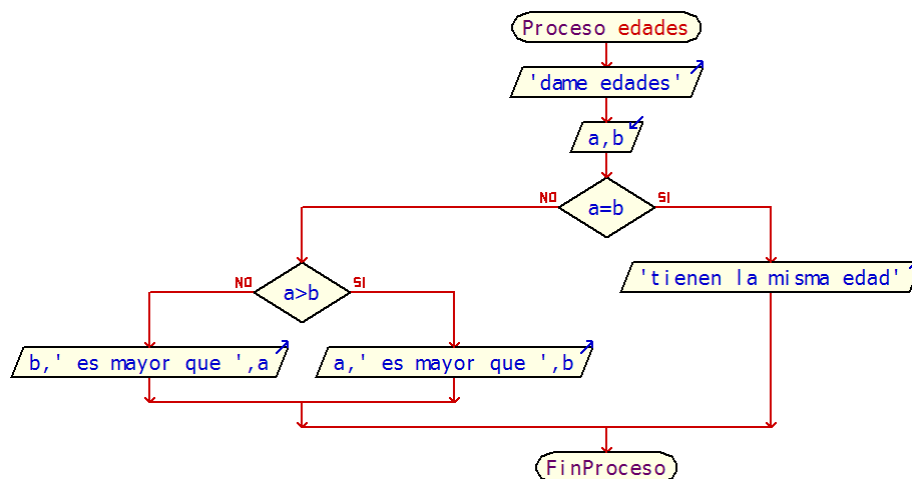 Proceso edades
'dame edades'
a,b
NO
a=b
SI
NO
a>b
SI
'tienen la misma edad'
b,' es mayor que ',a
a,' es mayor que ',b
FinProceso